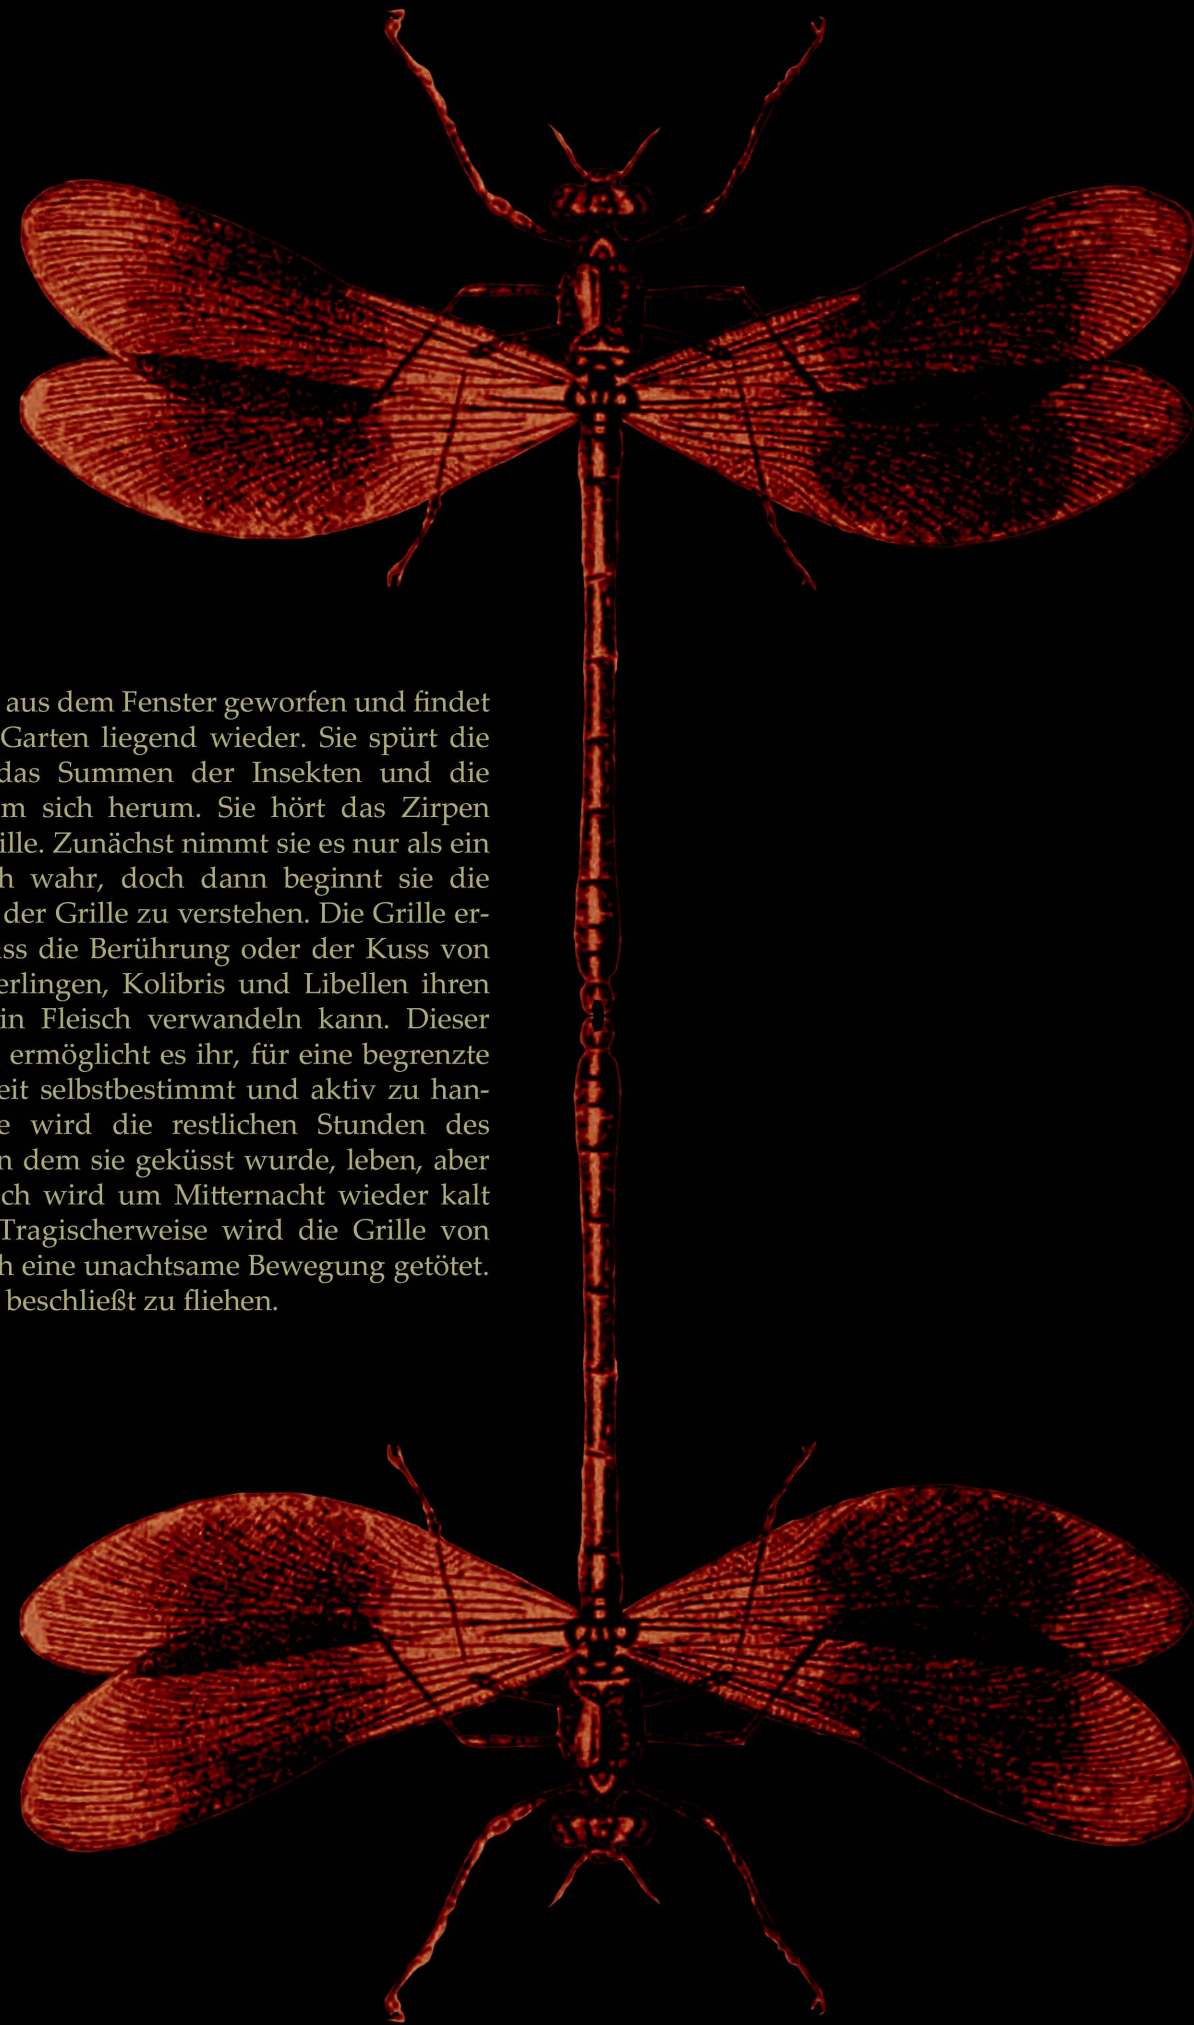 aus dem Fenster geworfen und findet
Garten liegend wieder. Sie spürt die
das Summen der Insekten und die
m sich herum. Sie hört das Zirpen
ille. Zunächst nimmt sie es nur als ein
h wahr, doch dann beginnt sie die
der Grille zu verstehen. Die Grille er-
ss die Berührung oder der Kuss von
erlingen, Kolibris und Libellen ihren
in Fleisch verwandeln kann. Dieser
ermöglicht es ihr, für eine begrenzte
eit selbstbestimmt und aktiv zu han-
e wird die restlichen Stunden des
n dem sie geküsst wurde, leben, aber
ch wird um Mitternacht wieder kalt
Tragischerweise wird die Grille von
h eine unachtsame Bewegung getötet.
beschließt zu fliehen.